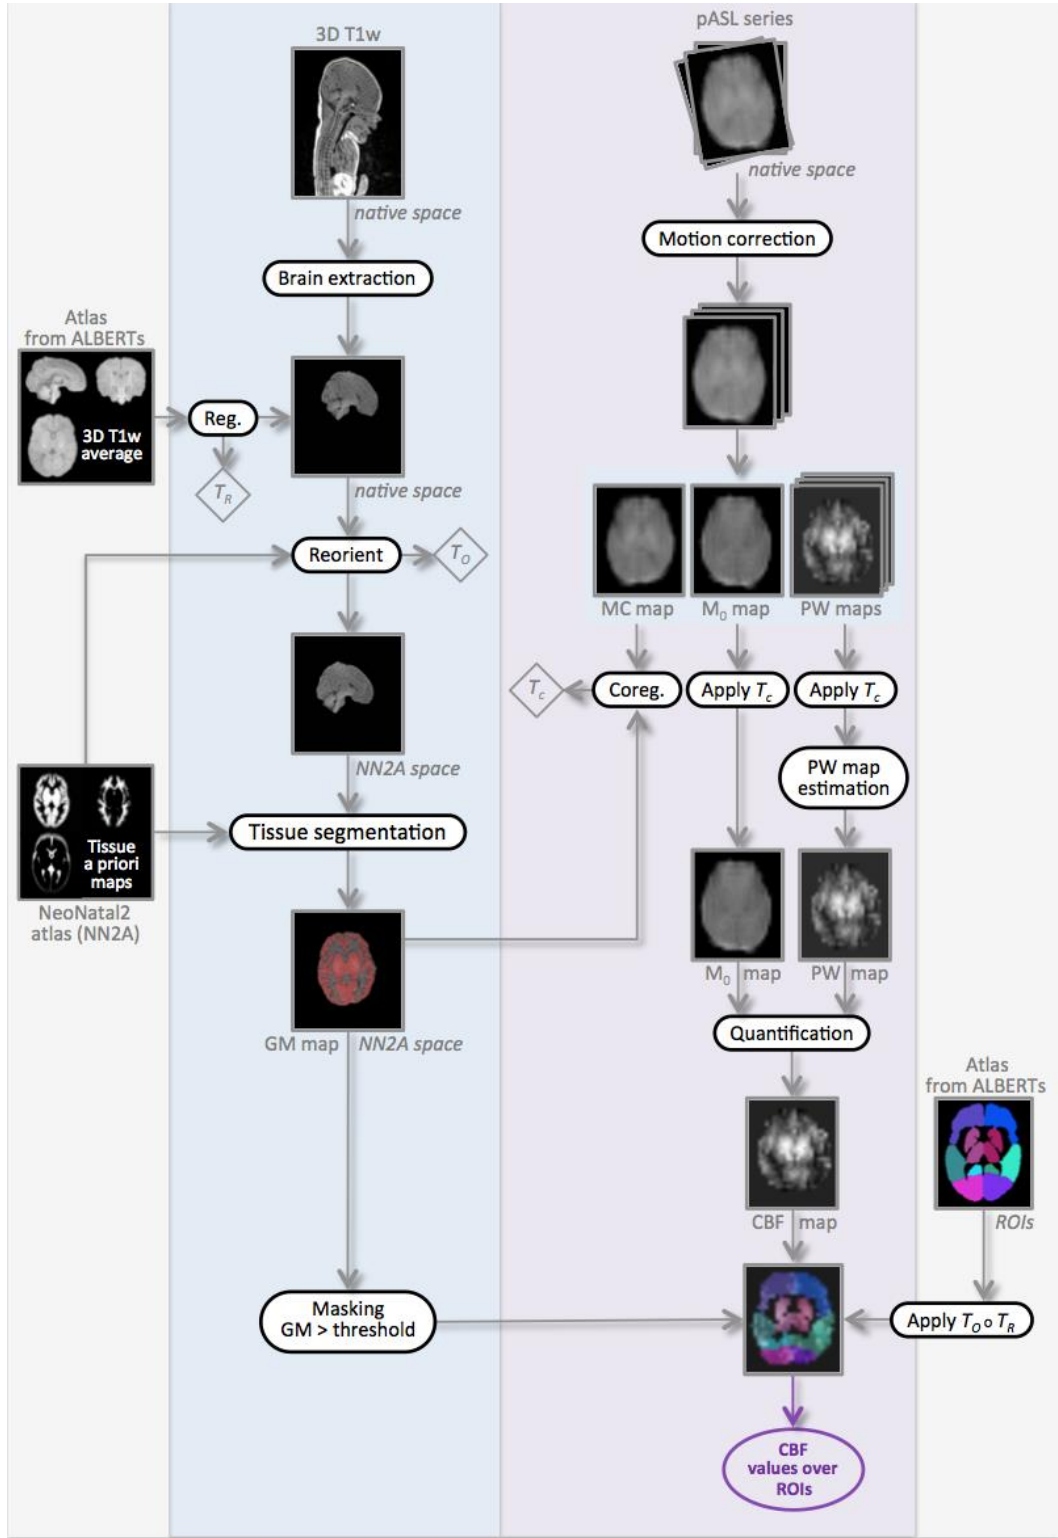 3D T1w
pASL series
native space
native space
Motion correction
Brain extraction
Atlas
from ALBERTs
3D T1w
average
Reg.
T_R
native space
Reorient
T_O
MC map
M₀ map
PW maps
T_c
Coreg.
Apply T_c
Apply T_c
NN2A space
PW map
estimation
Tissue
a priori
maps
Tissue segmentation
NeoNatal2
atlas (NN2A)
M₀ map
PW map
GM map
NN2A space
Quantification
Atlas
from ALBERTs
CBF map
ROIs
Masking
GM > threshold
Apply T_O o T_R
CBF
values over
ROIs